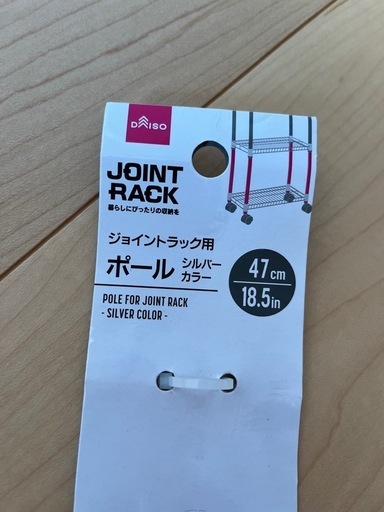 DAISO
JOINT
RACK
暮らしにぴったりの収納を
ジョイントラック用
ポール シルバー
カラー
47cm
18.5in
POLE FOR JOINT RACK
- SILVER COLOR -